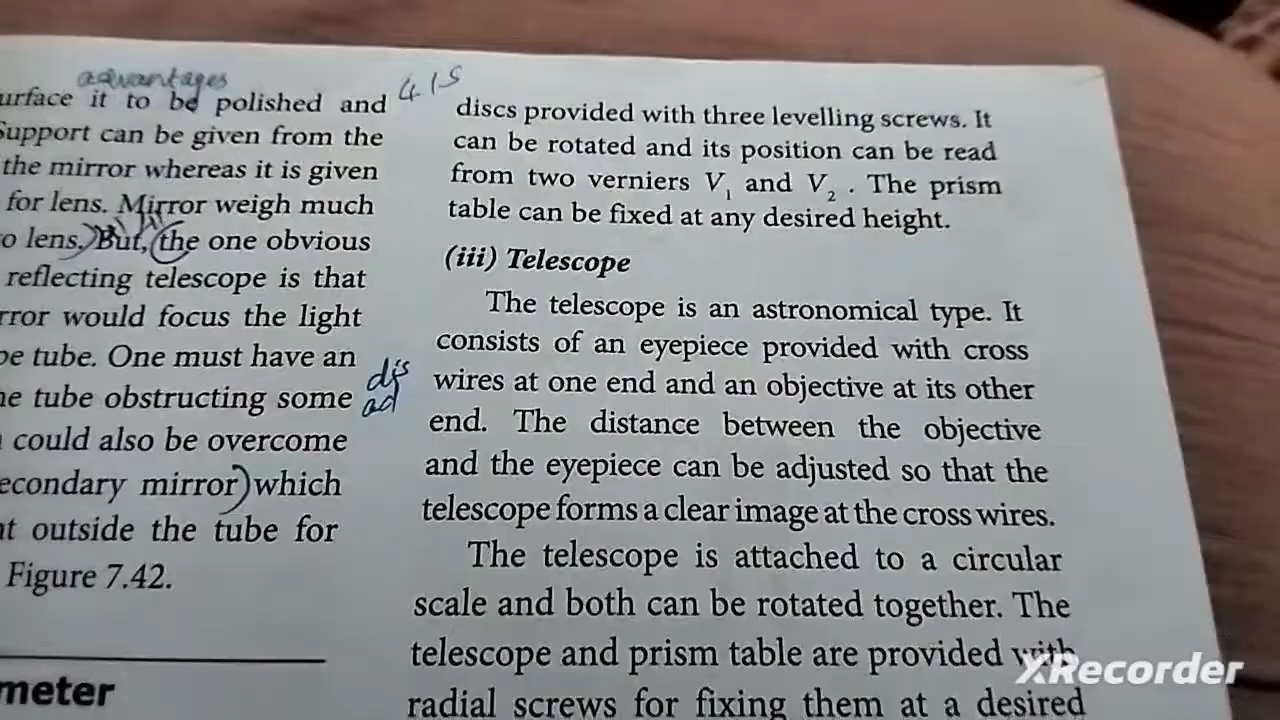 advantages
urface it to be polished and
Support can be given from the
the mirror whereas it is given
for lens. Mirror weigh much
o lens. But, the one obvious
reflecting telescope is that
rror would focus the light
pe tube. One must have an
he tube obstructing some
could also be overcome
econdary mirror) which
at outside the tube for
Figure 7.42.
meter
415
dis
ad
discs provided with three levelling screws. It
can be rotated and its position can be read
from two verniers V₁ and V₂ . The prism
table can be fixed at any desired height.
(iii) Telescope
The telescope is an astronomical type. It
consists of an eyepiece provided with cross
wires at one end and an objective at its other
end. The distance between the objective
and the eyepiece can be adjusted so that the
telescope forms a clear image at the cross wires.
The telescope is attached to a circular
scale and both can be rotated together. The
telescope and prism table are provided with
radial screws for fixing them at a desired
XRecorder